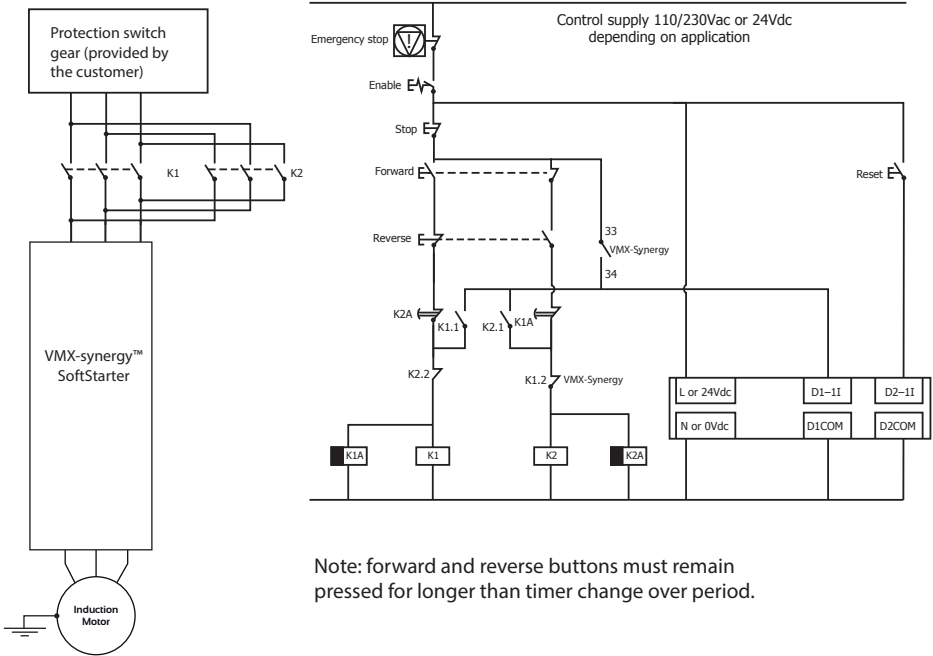 Protection switch
gear (provided by
the customer)
K1
K2
VMX-synergy™
SoftStarter
Induction
Motor
Control supply 110/230Vac or 24Vdc
depending on application
Emergency stop
Enable
Stop
Forward
Reset
Reverse
33
VMX-Synergy
34
K2A
K1.1
K2.1
K1A
K2.2
K1.2
VMX-Synergy
L or 24Vdc
D1–1I
D2–1I
N or 0Vdc
D1COM
D2COM
K1A
K1
K2
K2A
Note: forward and reverse buttons must remain
pressed for longer than timer change over period.